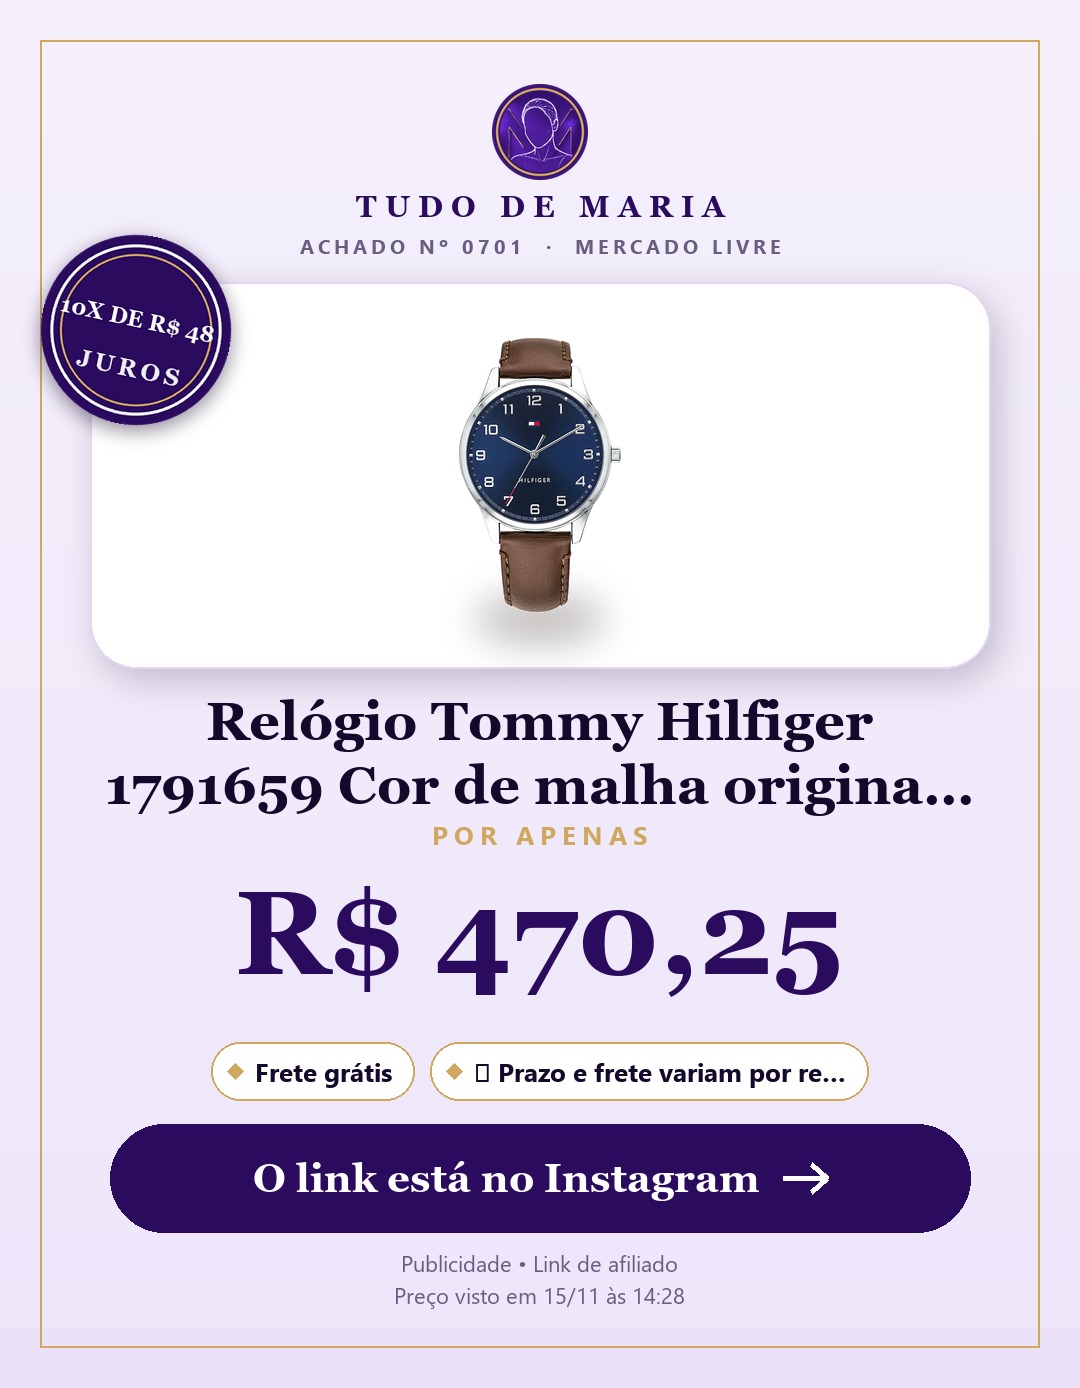 TUDO DE MARIA
ACHADO Nº 0701 · MERCADO LIVRE
10X DE R$ 48
JUROS
12
11 1
10 2
9 3
8 4
7 5
6
HILFIGER
Relógio Tommy Hilfiger
1791659 Cor de malha origina...
POR APENAS
R$ 470,25
Frete grátis
Prazo e frete variam por re...
O link está no Instagram →
Publicidade • Link de afiliado
Preço visto em 15/11 às 14:28